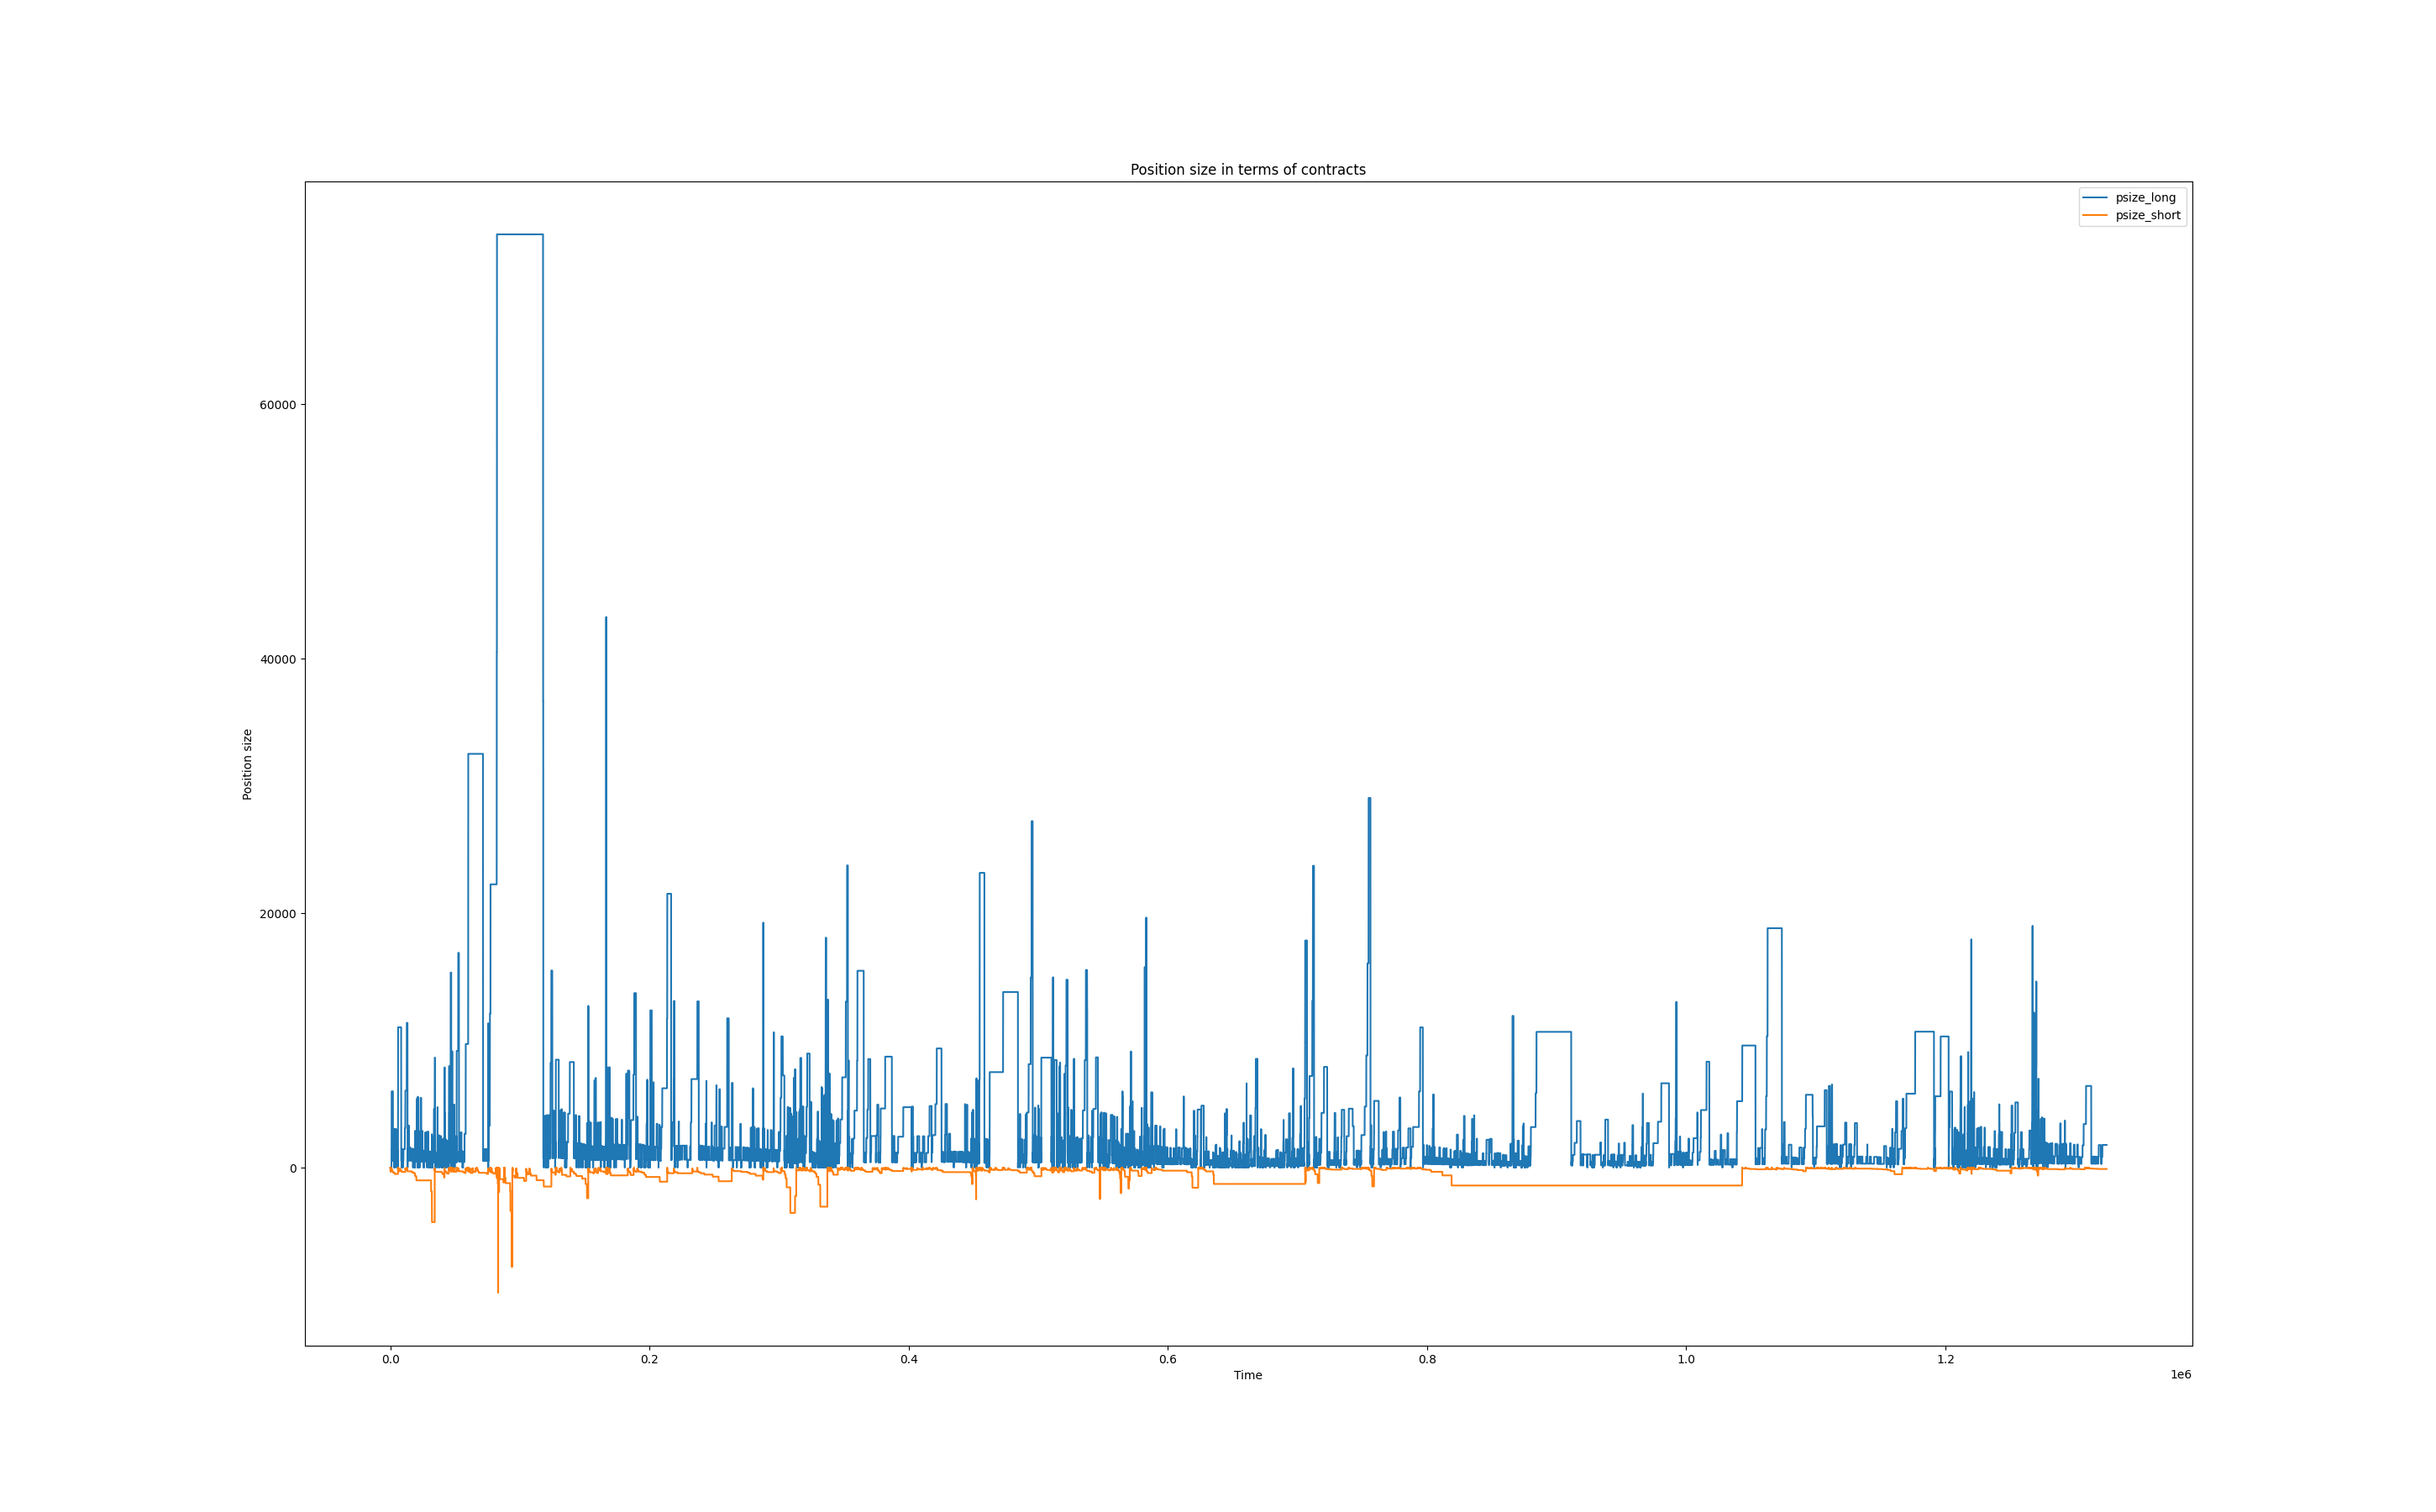 Position size in terms of contracts
psize_long
psize_short
Position size
60000
40000
20000
0
0.0 0.2 0.4 0.6 0.8 1.0 1.2
Time
1e6